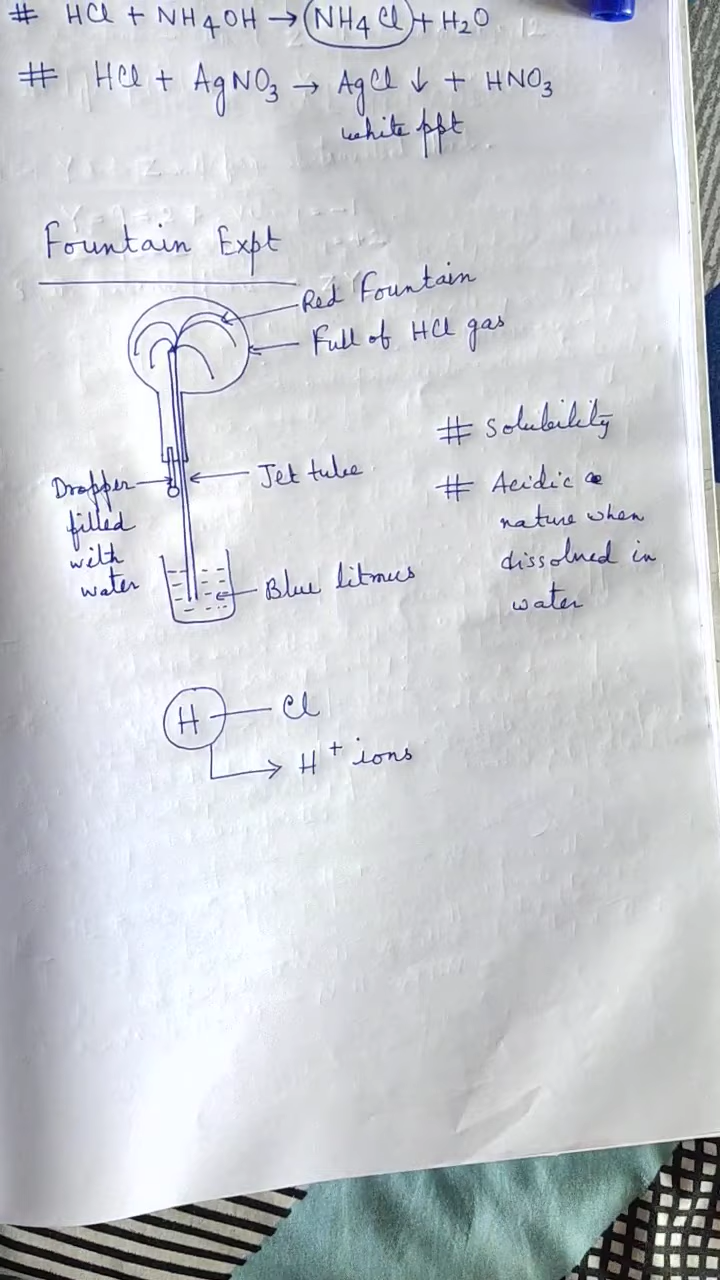 # HCl + NH4OH → NH4Cl + H2O
# HCl + AgNO3 → AgCl ↓ + HNO3
white ppt
Fountain Expt
Red Fountain
Full of HCl gas
# Solubility
Dropper
filled
with
water
Jet tube
# Acidic
nature when
dissolved in
water
Blue litmus
H — Cl
→ H+ ions